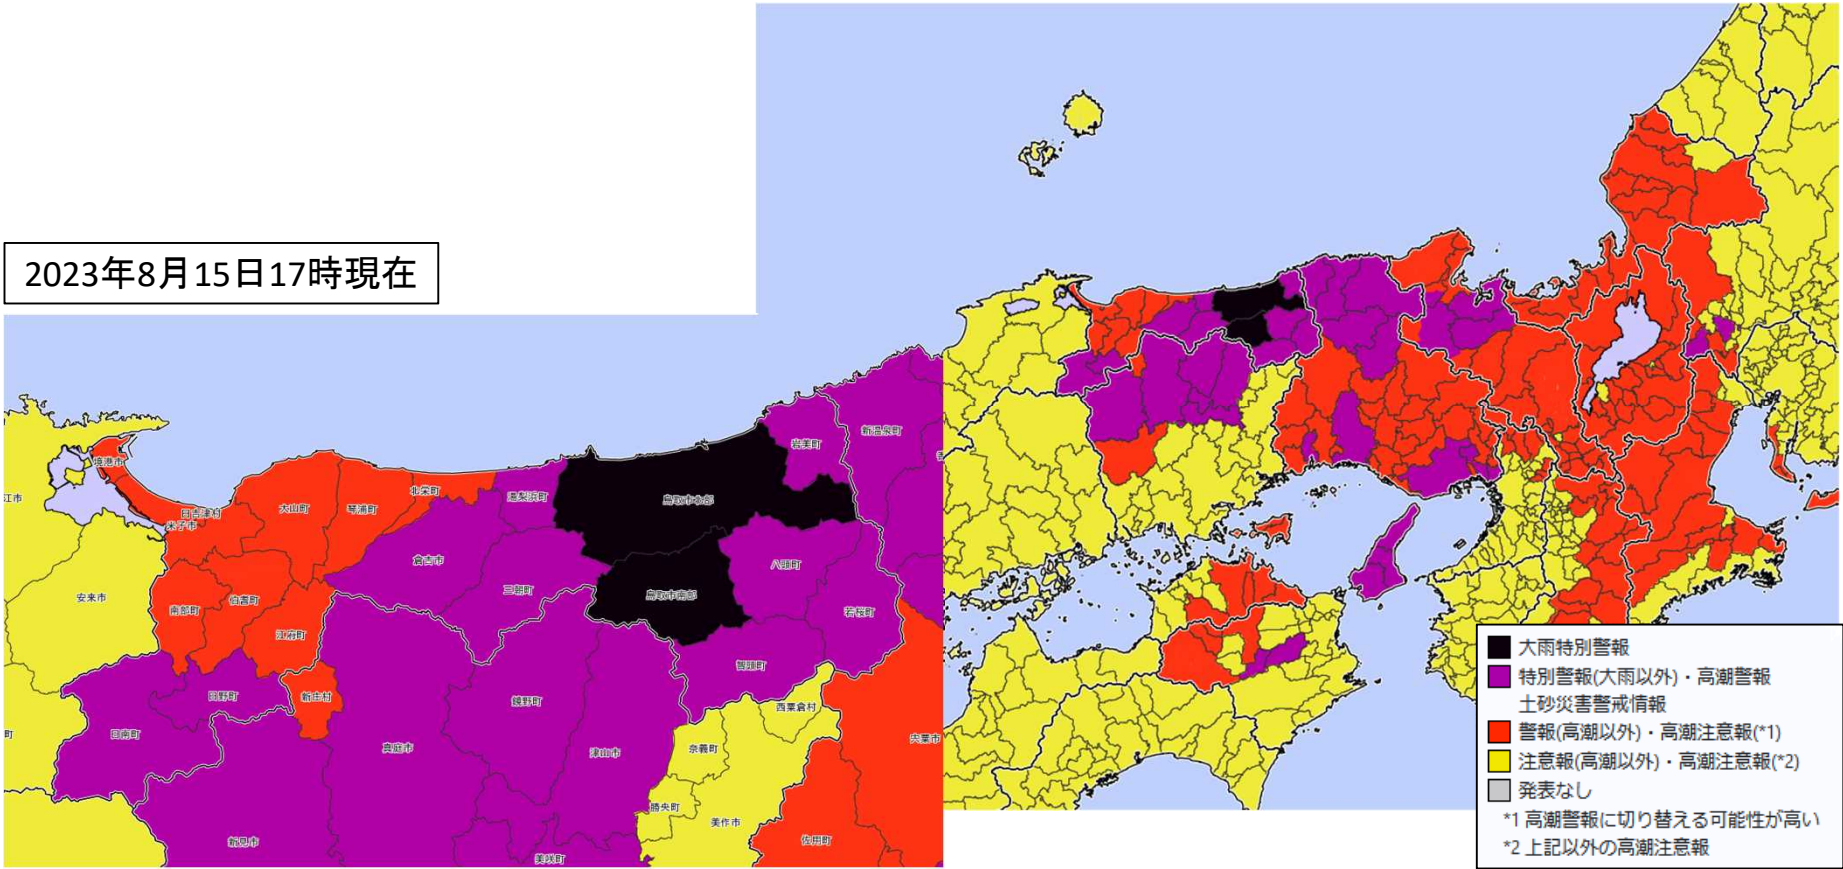 2023年8月15日17時現在
岩美町
新温泉町
香
境港市
江市
日吉津村
米子市
大山町
琴浦町
北栄町
湯梨浜町
鳥取市北部
倉吉市
三朝町
八頭町
安来市
南部町
伯耆町
江府町
鳥取市南部
若桜町
智頭町
日野町
新庄村
鏡野町
西粟倉村
日南町
町
真庭市
津山市
奈義町
宍粟市
勝央町
美作市
新見市
美咲町
佐用町
大雨特別警報
特別警報(大雨以外)・高潮警報
土砂災害警戒情報
警報(高潮以外)・高潮注意報(*1)
注意報(高潮以外)・高潮注意報(*2)
発表なし
*1 高潮警報に切り替える可能性が高い
*2 上記以外の高潮注意報